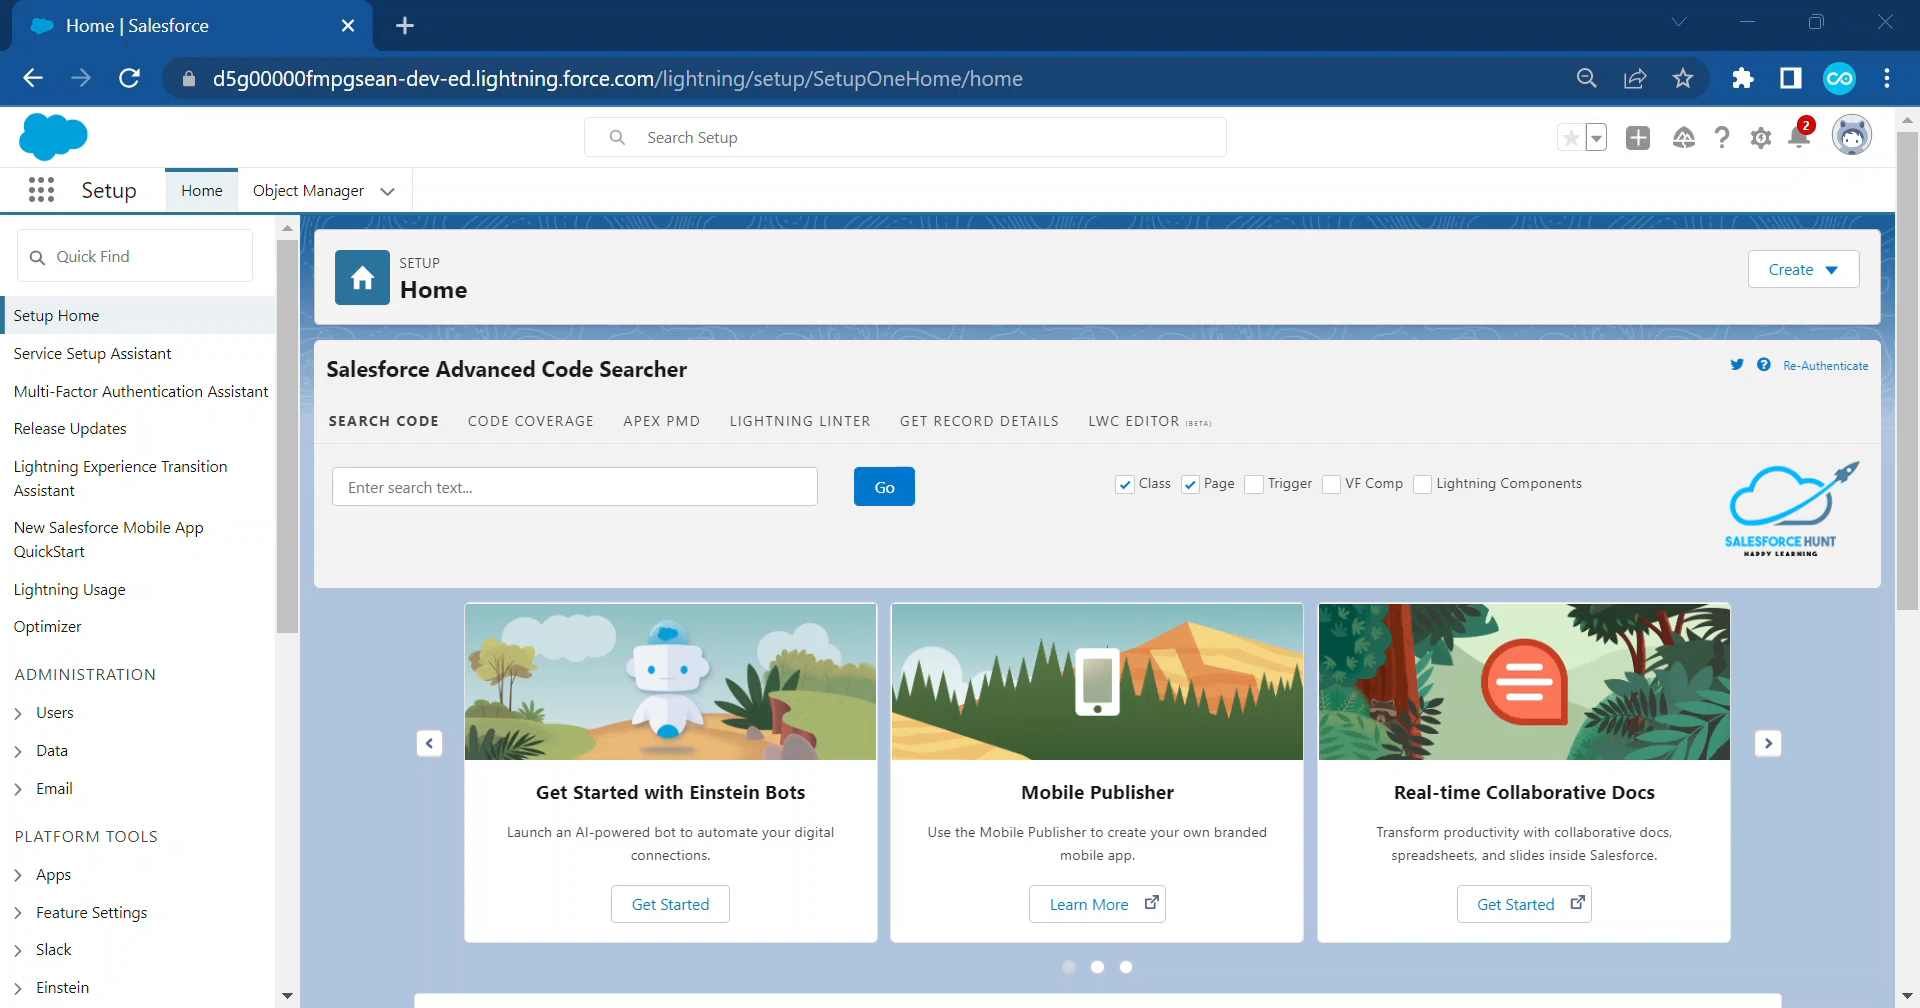 Home | Salesforce
d5g00000fmpgsean-dev-ed.lightning.force.com/lightning/setup/SetupOneHome/home
Search Setup
2
Setup
Home
Object Manager
Quick Find
Setup Home
Service Setup Assistant
Multi-Factor Authentication Assistant
Release Updates
Lightning Experience Transition
Assistant
New Salesforce Mobile App
QuickStart
Lightning Usage
Optimizer
ADMINISTRATION
Users
Data
Email
PLATFORM TOOLS
Apps
Feature Settings
Slack
Einstein
SETUP
Home
Create
Salesforce Advanced Code Searcher
Re-Authenticate
SEARCH CODE
CODE COVERAGE
APEX PMD
LIGHTNING LINTER
GET RECORD DETAILS
LWC EDITOR (BETA)
Enter search text...
Go
Class
Page
Trigger
VF Comp
Lightning Components
SALESFORCE HUNT
HAPPY LEARNING
Get Started with Einstein Bots
Launch an AI-powered bot to automate your digital
connections.
Get Started
Mobile Publisher
Use the Mobile Publisher to create your own branded
mobile app.
Learn More
Real-time Collaborative Docs
Transform productivity with collaborative docs,
spreadsheets, and slides inside Salesforce.
Get Started